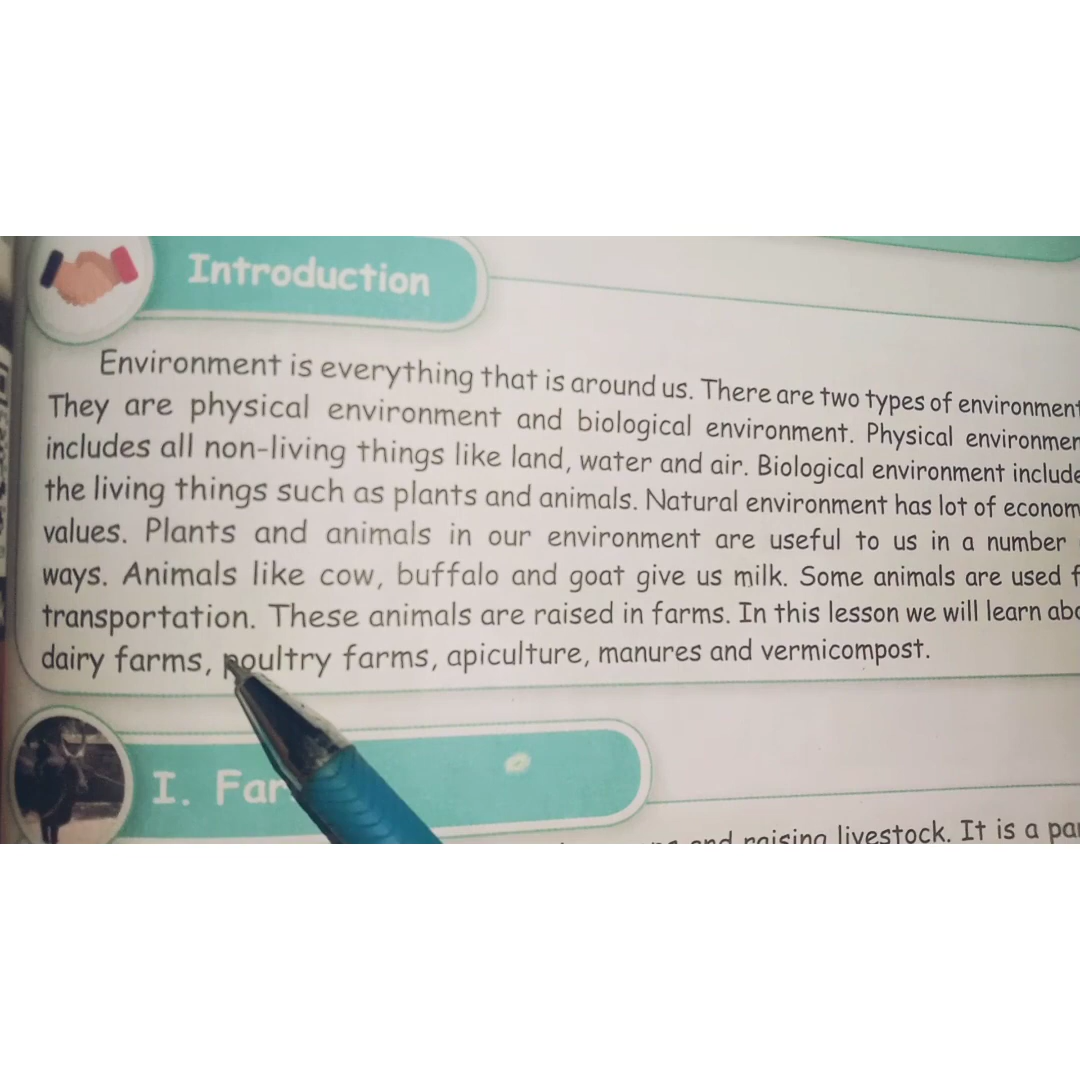 Introduction
Environment is everything that is around us. There are two types of environment
They are physical environment and biological environment. Physical environmen
includes all non-living things like land, water and air. Biological environment include
the living things such as plants and animals. Natural environment has lot of econom
values. Plants and animals in our environment are useful to us in a number
ways. Animals like cow, buffalo and goat give us milk. Some animals are used f
transportation. These animals are raised in farms. In this lesson we will learn abo
dairy farms, poultry farms, apiculture, manures and vermicompost.
I. Far
and raising livestock. It is a par